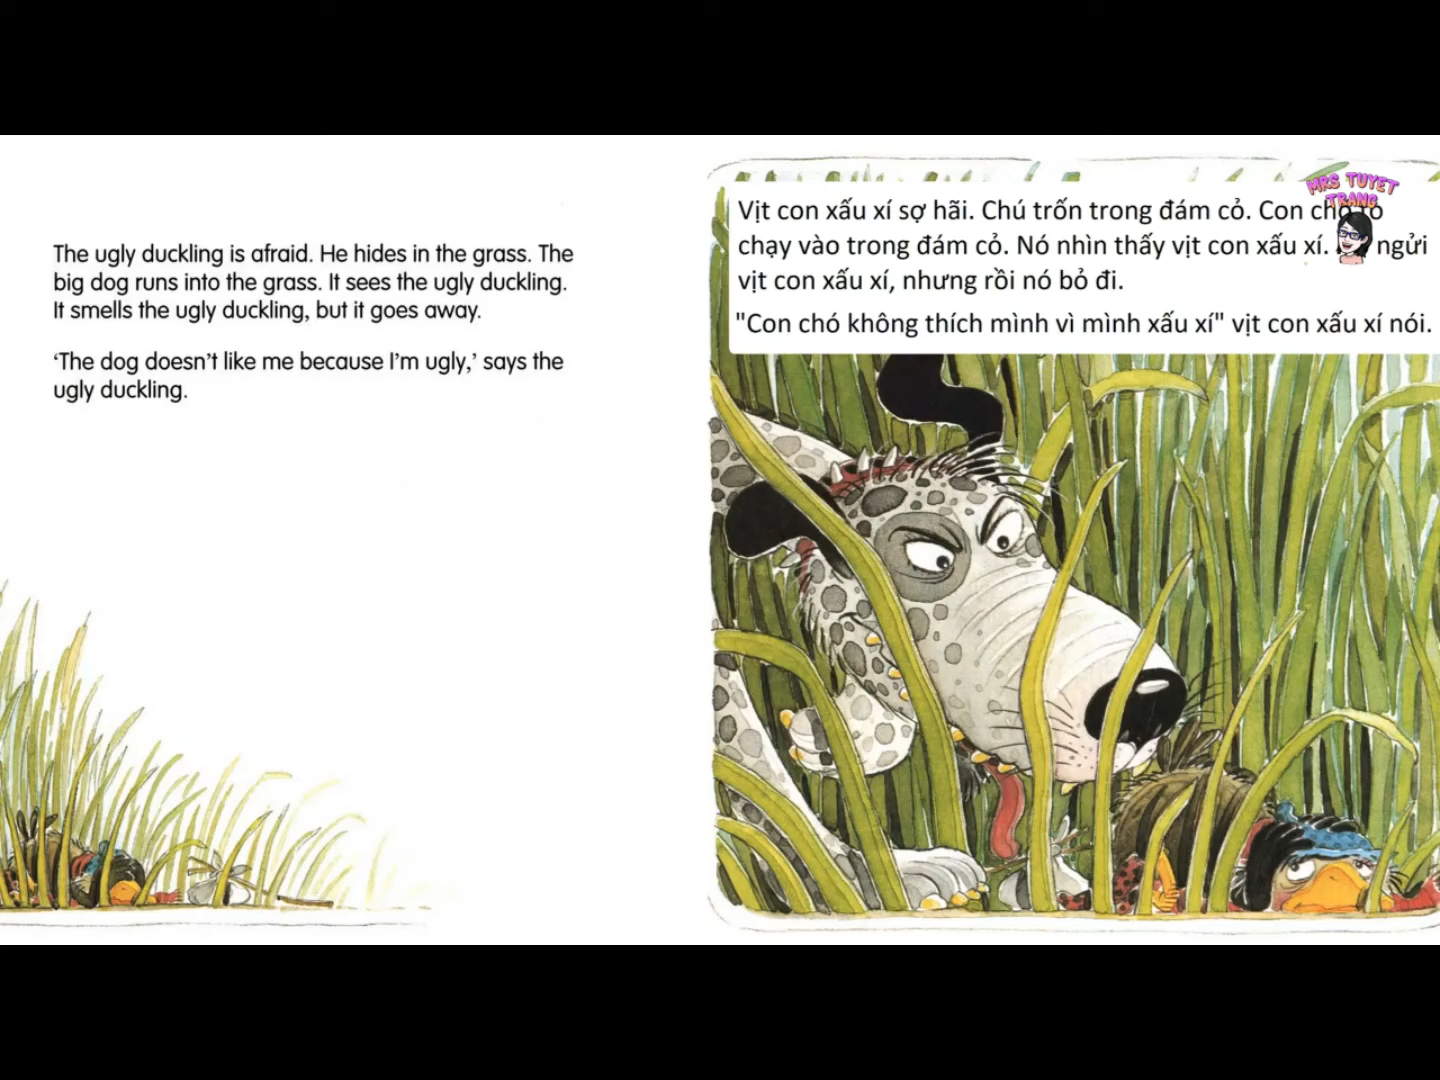 The ugly duckling is afraid. He hides in the grass. The
big dog runs into the grass. It sees the ugly duckling.
It smells the ugly duckling, but it goes away.
‘The dog doesn’t like me because I’m ugly,’ says the
ugly duckling.
MRS TUYET
TRANG
Vịt con xấu xí sợ hãi. Chú trốn trong đám cỏ. Con chó to
chạy vào trong đám cỏ. Nó nhìn thấy vịt con xấu xí. ngửi
vịt con xấu xí, nhưng rồi nó bỏ đi.
"Con chó không thích mình vì mình xấu xí" vịt con xấu xí nói.